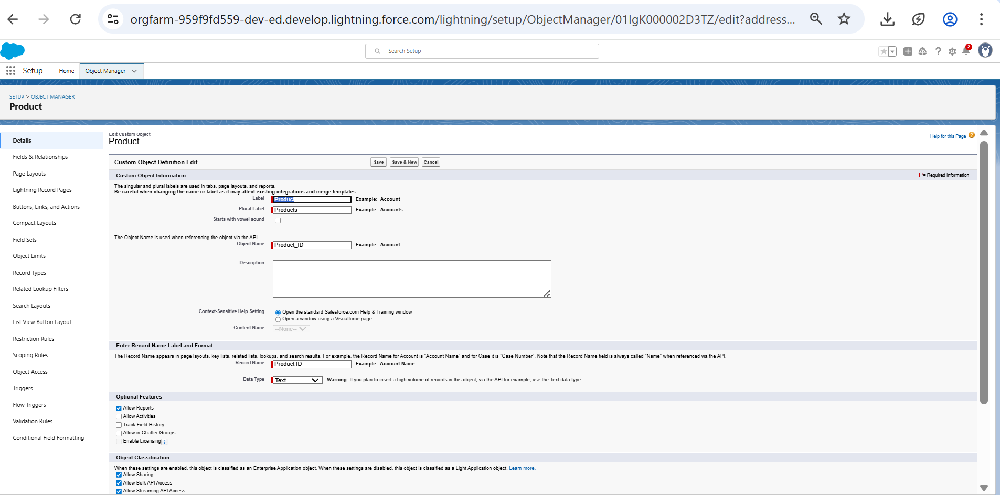 orgfarm-959f9fd559-dev-ed.develop.lightning.force.com/lightning/setup/ObjectManager/01IgK000002D3TZ/edit?address...
Search Setup
2
Setup
Home
Object Manager
SETUP > OBJECT MANAGER
Product
Details
Fields & Relationships
Page Layouts
Lightning Record Pages
Buttons, Links, and Actions
Compact Layouts
Field Sets
Object Limits
Record Types
Related Lookup Filters
Search Layouts
List View Button Layout
Restriction Rules
Scoping Rules
Object Access
Triggers
Flow Triggers
Validation Rules
Conditional Field Formatting
Edit Custom Object
Product
Help for this Page ?
Custom Object Definition Edit
Save
Save & New
Cancel
Custom Object Information
*= Required Information
The singular and plural labels are used in tabs, page layouts, and reports.
Be careful when changing the name or label as it may affect existing integrations and merge templates.
Label Product Example: Account
Plural Label Products Example: Accounts
Starts with vowel sound
The Object Name is used when referencing the object via the API.
Object Name Product_ID Example: Account
Description
Context-Sensitive Help Setting Open the standard Salesforce.com Help & Training window
Open a window using a Visualforce page
Content Name --None--
Enter Record Name Label and Format
The Record Name appears in page layouts, key lists, related lists, lookups, and search results. For example, the Record Name for Account is "Account Name" and for Case it is "Case Number". Note that the Record Name field is always called "Name" when referenced via the API.
Record Name Product ID Example: Account Name
Data Type Text Warning: If you plan to insert a high volume of records in this object, via the API for example, use the Text data type.
Optional Features
Allow Reports
Allow Activities
Track Field History
Allow in Chatter Groups
Enable Licensing i
Object Classification
When these settings are enabled, this object is classified as an Enterprise Application object. When these settings are disabled, this object is classified as a Light Application object. Learn more.
Allow Sharing
Allow Bulk API Access
Allow Streaming API Access